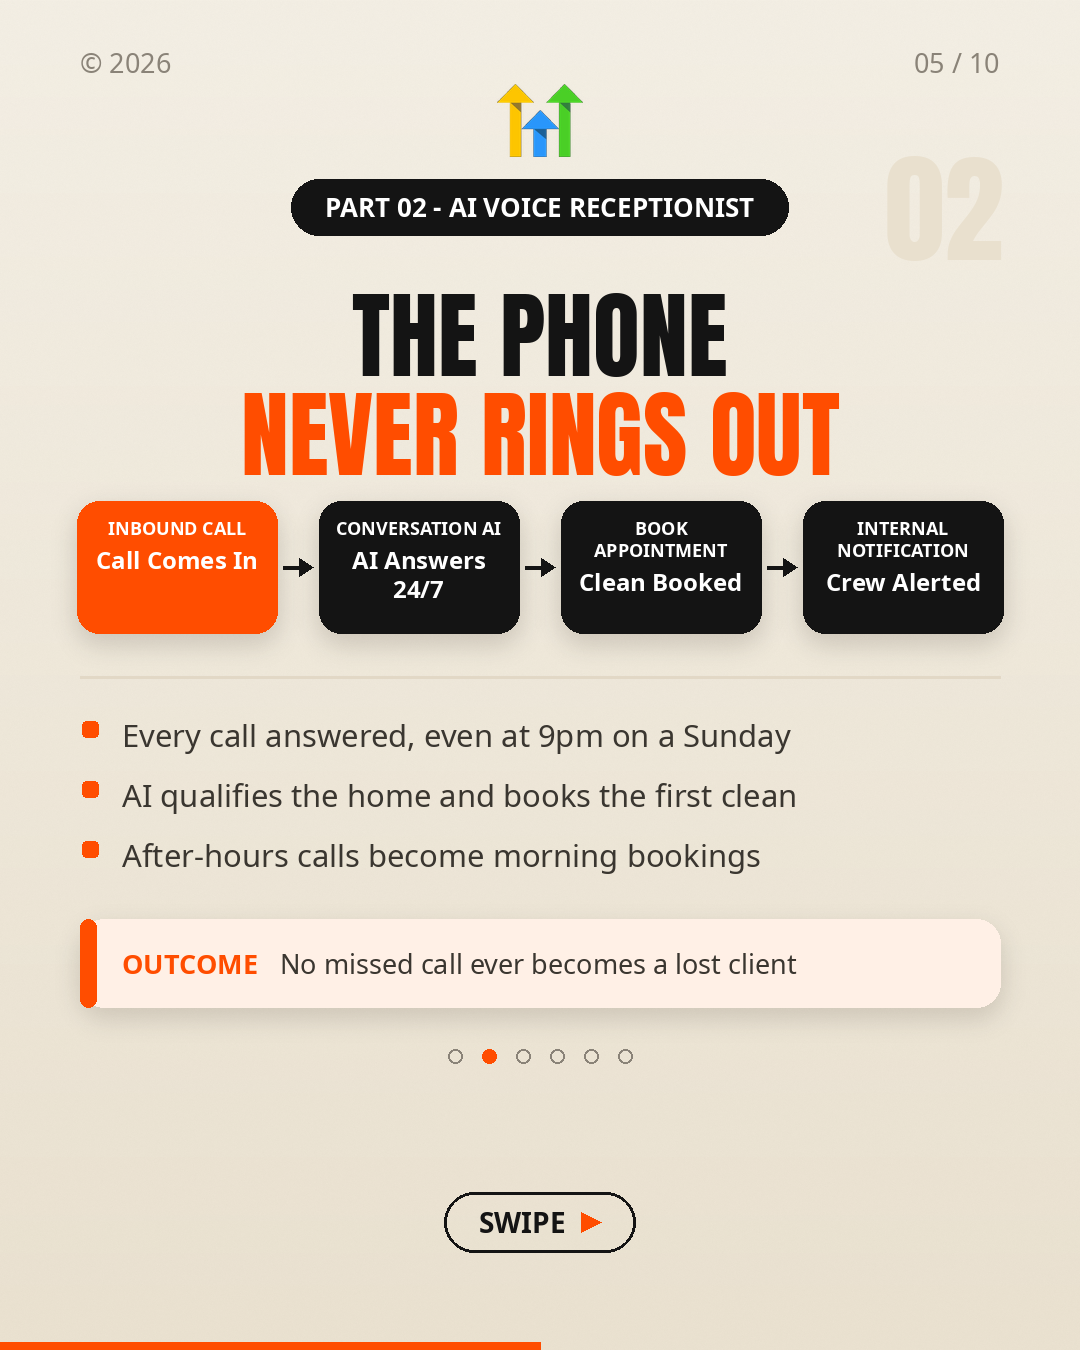 © 2026
05 / 10
PART 02 - AI VOICE RECEPTIONIST
02
THE PHONE
NEVER RINGS OUT
INBOUND CALL
Call Comes In
CONVERSATION AI
AI Answers
24/7
BOOK
APPOINTMENT
Clean Booked
INTERNAL
NOTIFICATION
Crew Alerted
Every call answered, even at 9pm on a Sunday
AI qualifies the home and books the first clean
After-hours calls become morning bookings
OUTCOME No missed call ever becomes a lost client
SWIPE